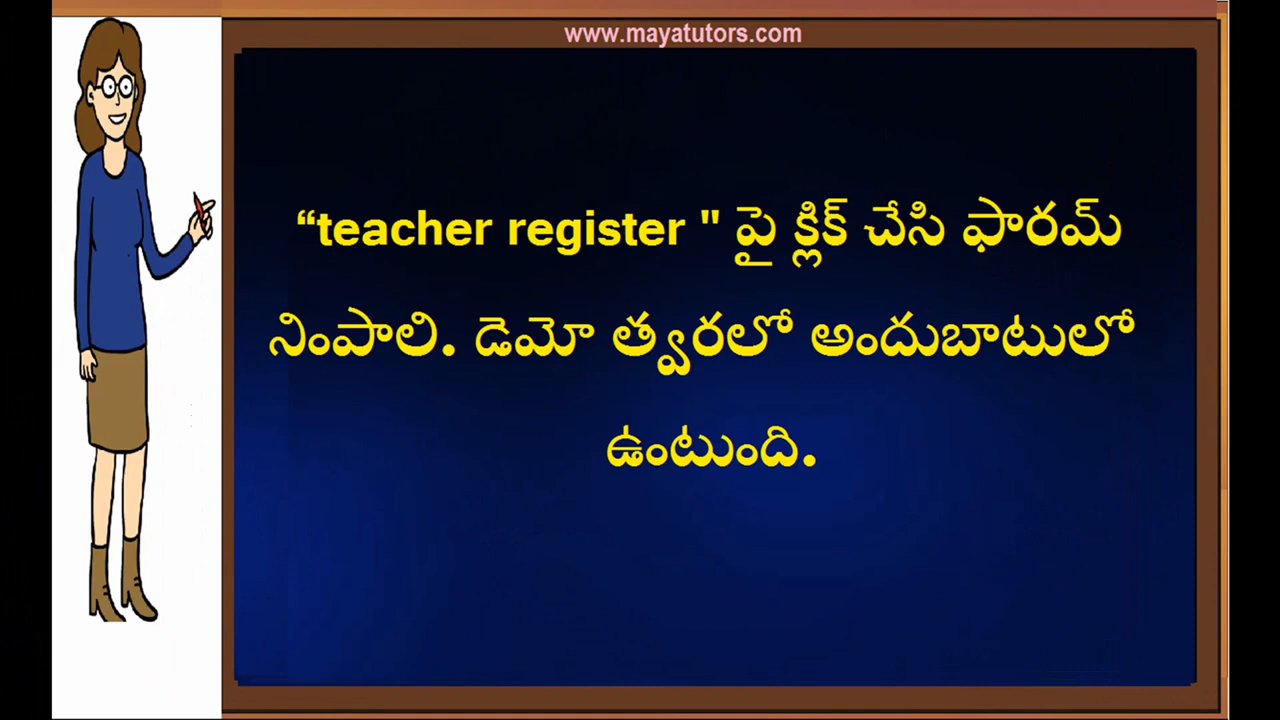 www.mayatutors.com
“teacher register " పై క్లిక్ చేసి ఫారమ్
నింపాలి. డెమో త్వరలో అందుబాటులో
ఉంటుంది.